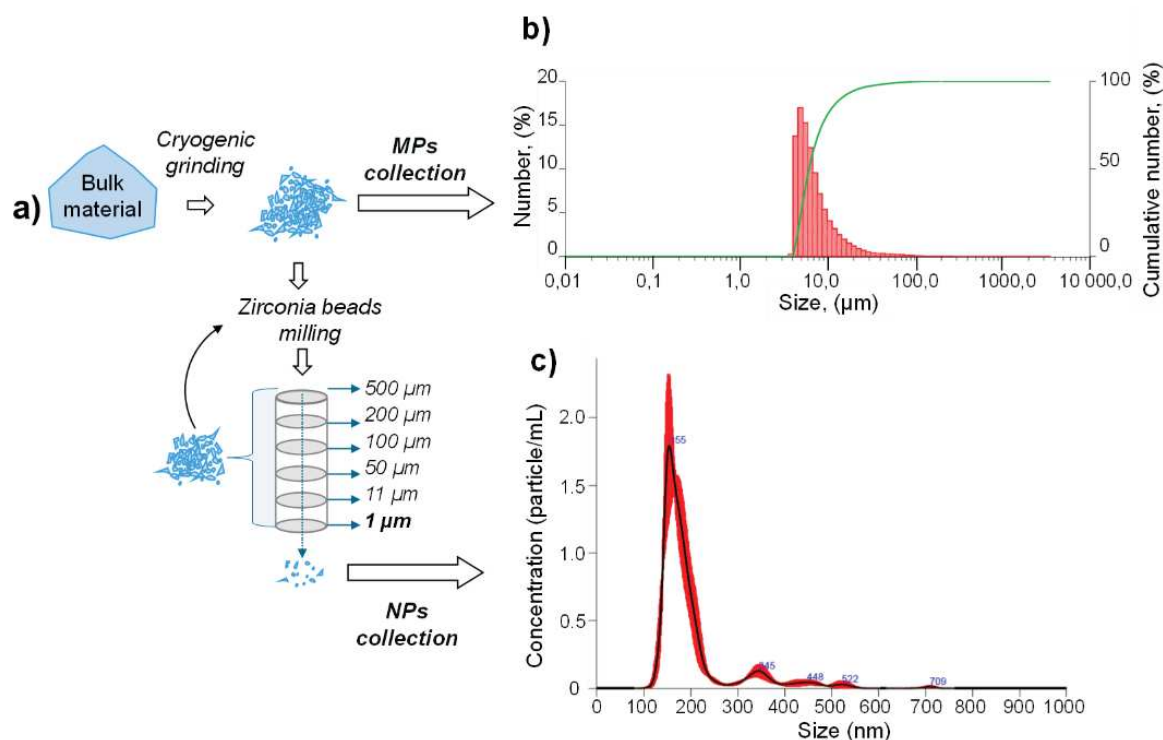 a)
Bulk
material
Cryogenic
grinding
MPs
collection
Zirconia beads
milling
500 µm
200 µm
100 µm
50 µm
11 µm
1 µm
NPs
collection
b)
Number, (%)
20
15
10
5
0
Cumulative number, (%)
100
50
0
0,01
0,1
1,0
10,0
100,0
1000,0
10 000,0
Size, (µm)
c)
Concentration (particle/mL)
2.0
1.5
1.0
0.5
0
55
345
448
522
709
0 100 200 300 400 500 600 700 800 900 1000
Size (nm)